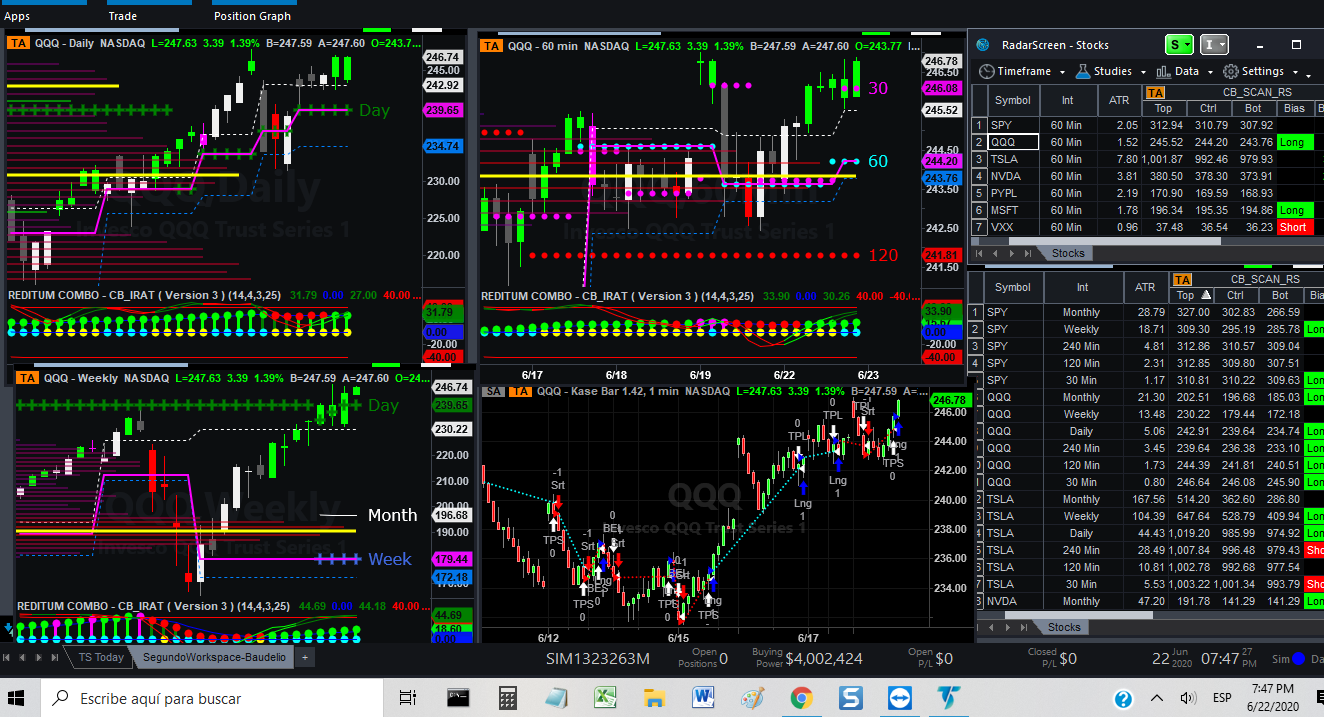 Apps Trade Position Graph
TA QQQ - Daily NASDAQ L=247.63 3.39 1.39% B=247.59 A=247.60 O=243.7...
246.74
245.00
242.92
239.65
Day
234.74
230.00
225.00
220.00
QQQ Daily
Invesco QQQ Trust Series 1
REDITUM COMBO - CB_IRAT ( Version 3 ) (14,4,3,25) 31.79 0.00 27.00 40.00 ...
31.79
0.00
-20.00
-40.00
TA QQQ - 60 min NASDAQ L=247.63 3.39 1.39% B=247.59 A=247.60 O=243.77 I...
246.78
246.50
246.08
30
245.52
244.50
244.20
60
243.76
243.50
242.50
241.81
120
241.50
Invesco QQQ Trust Series 1
REDITUM COMBO - CB_IRAT ( Version 3 ) (14,4,3,25) 33.90 0.00 30.26 40.00 -40.0...
33.90
0.00
-20.00
-40.00
6/17 6/18 6/19 6/22 6/23
TA QQQ - Weekly NASDAQ L=247.63 3.39 1.39% B=247.59 A=247.60 O=24...
246.74
239.65
Day
230.22
220.00
210.00
200.00
Month
196.68
190.00
179.44
Week
172.18
QQQ Weekly
Invesco QQQ Trust Series 1
REDITUM COMBO - CB_IRAT ( Version 3 ) (14,4,3,25) 44.69 0.00 44.18 40.00 ...
44.69
18.60
0.00
SA TA QQQ - Kase Bar 1.42, 1 min NASDAQ L=247.63 3.39 1.39% B=247.59 A=...
246.78
246.00
244.00
242.00
240.00
238.00
236.00
234.00
QQQ
Invesco QQQ Trust Series 1
-1
Srt
TPS
0
TPL
Lng
1
6/12 6/15 6/17
RadarScreen - Stocks S I
Timeframe Studies Data Settings
Symbol Int ATR TA CB_SCAN_RS
Top Ctrl Bot Bias
1 SPY 60 Min 2.05 312.94 310.79 307.92
2 QQQ 60 Min 1.52 245.52 244.20 243.76 Long
3 TSLA 60 Min 7.80 1,001.87 992.46 979.93
4 NVDA 60 Min 3.81 380.50 378.30 373.91
5 PYPL 60 Min 2.19 170.90 169.59 168.93
6 MSFT 60 Min 1.78 196.34 195.35 194.86 Long
7 VXX 60 Min 0.96 37.48 36.54 36.23 Short
Stocks
Symbol Int ATR TA CB_SCAN_RS
Top Ctrl Bot Bia
1 SPY Monthly 28.79 327.00 302.83 266.59
2 SPY Weekly 18.71 309.30 295.19 285.78 Lon
3 SPY 240 Min 4.81 312.86 310.57 309.04
SPY 120 Min 2.31 312.85 309.80 307.51
SPY 30 Min 1.17 310.81 310.22 309.63 Lon
QQQ Monthly 21.30 202.51 196.68 185.03 Lon
QQQ Weekly 13.48 230.22 179.44 172.18
QQQ Daily 5.06 242.91 239.64 234.74 Lon
QQQ 240 Min 3.45 239.64 236.38 233.10 Lon
QQQ 120 Min 1.73 244.39 241.81 240.51 Lon
QQQ 30 Min 0.80 246.64 246.08 245.90 Lon
TSLA Monthly 167.56 514.20 362.60 286.80
TSLA Weekly 104.39 647.64 528.79 409.94 Lon
TSLA Daily 44.43 1,019.20 985.99 974.92 Lon
TSLA 240 Min 28.49 1,007.84 996.48 979.43 Sho
TSLA 120 Min 10.81 1,002.78 992.68 977.54
TSLA 30 Min 5.53 1,003.22 1,001.34 993.79 Sho
NVDA Monthly 47.20 191.78 141.29 141.29 Lon
Stocks
TS Today SegundoWorkspace-Baudelio +
SIM1323263M Open Positions 0 Buying Power $4,002,424 Open P/L $0 Closed P/L $0 22 Jun 2020 07:47 27 PM Sim Da
Escribe aquí para buscar
ESP
7:47 PM
6/22/2020